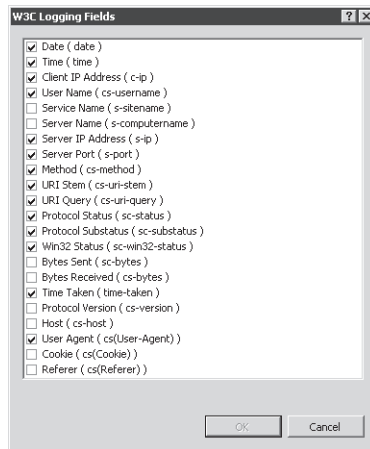 W3C Logging Fields
Date ( date )
Time ( time )
Client IP Address ( c-ip )
User Name ( cs-username )
Service Name ( s-sitename )
Server Name ( s-computername )
Server IP Address ( s-ip )
Server Port ( s-port )
Method ( cs-method )
URI Stem ( cs-uri-stem )
URI Query ( cs-uri-query )
Protocol Status ( sc-status )
Protocol Substatus ( sc-substatus )
Win32 Status ( sc-win32-status )
Bytes Sent ( sc-bytes )
Bytes Received ( cs-bytes )
Time Taken ( time-taken )
Protocol Version ( cs-version )
Host ( cs-host )
User Agent ( cs(User-Agent) )
Cookie ( cs(Cookie) )
Referer ( cs(Referer) )
OK Cancel